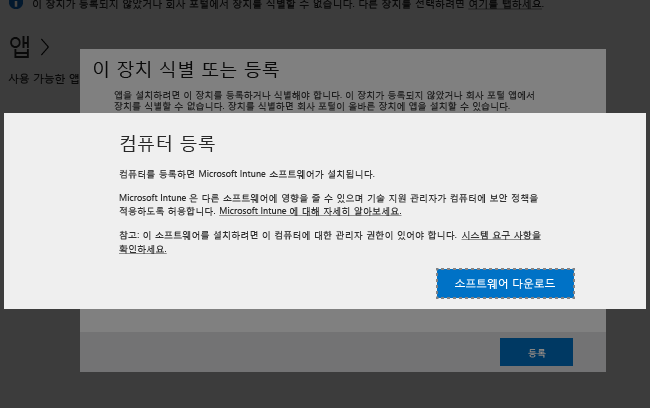 이 장치가 등록되지 않았거나 회사 포털에서 장치를 식별할 수 없습니다. 다른 장치를 선택하려면 여기를 탭하세요.
앱 >
사용 가능한 앱
이 장치 식별 또는 등록
앱을 설치하려면 이 장치를 등록하거나 식별해야 합니다. 이 장치가 등록되지 않았거나 회사 포털 앱에서
장치를 식별할 수 없습니다. 장치를 식별하면 회사 포털이 올바른 장치에 앱을 설치할 수 있습니다.
컴퓨터 등록
컴퓨터를 등록하면 Microsoft Intune 소프트웨어가 설치됩니다.
Microsoft Intune 은 다른 소프트웨어에 영향을 줄 수 있으며 기술 지원 관리자가 컴퓨터에 보안 정책을
적용하도록 허용합니다. Microsoft Intune 에 대해 자세히 알아보세요.
참고: 이 소프트웨어를 설치하려면 이 컴퓨터에 대한 관리자 권한이 있어야 합니다. 시스템 요구 사항을
확인하세요.
소프트웨어 다운로드
등록